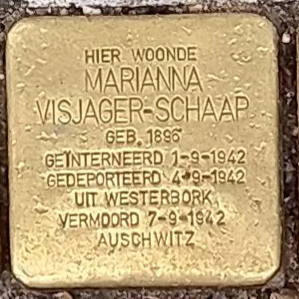 HIER WOONDE
MARIANNA
VISJAGER-SCHAAP
GEB. 1896
GEÏNTERNEERD 1-9-1942
GEDEPORTEERD 4-9-1942
UIT WESTERBORK
VERMOORD 7-9-1942
AUSCHWITZ